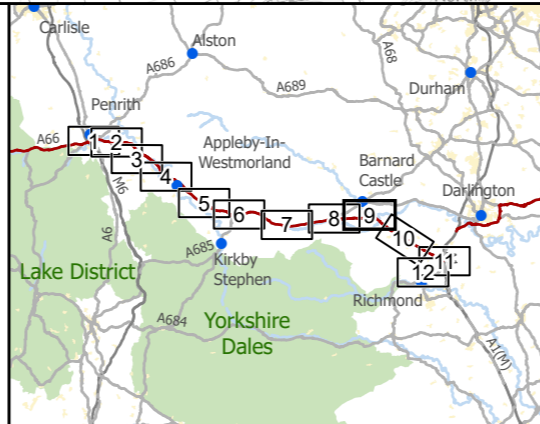 Carlisle
Alston
A68
A686
A689
Durham
Penrith
A66
1
2
3
4
5
6
7
8
9
10
11
12
Appleby-In-
Westmorland
Barnard
Castle
Darlington
M6
A6
A685
Kirkby
Stephen
Lake District
Richmond
A684
Yorkshire
Dales
A1(M)